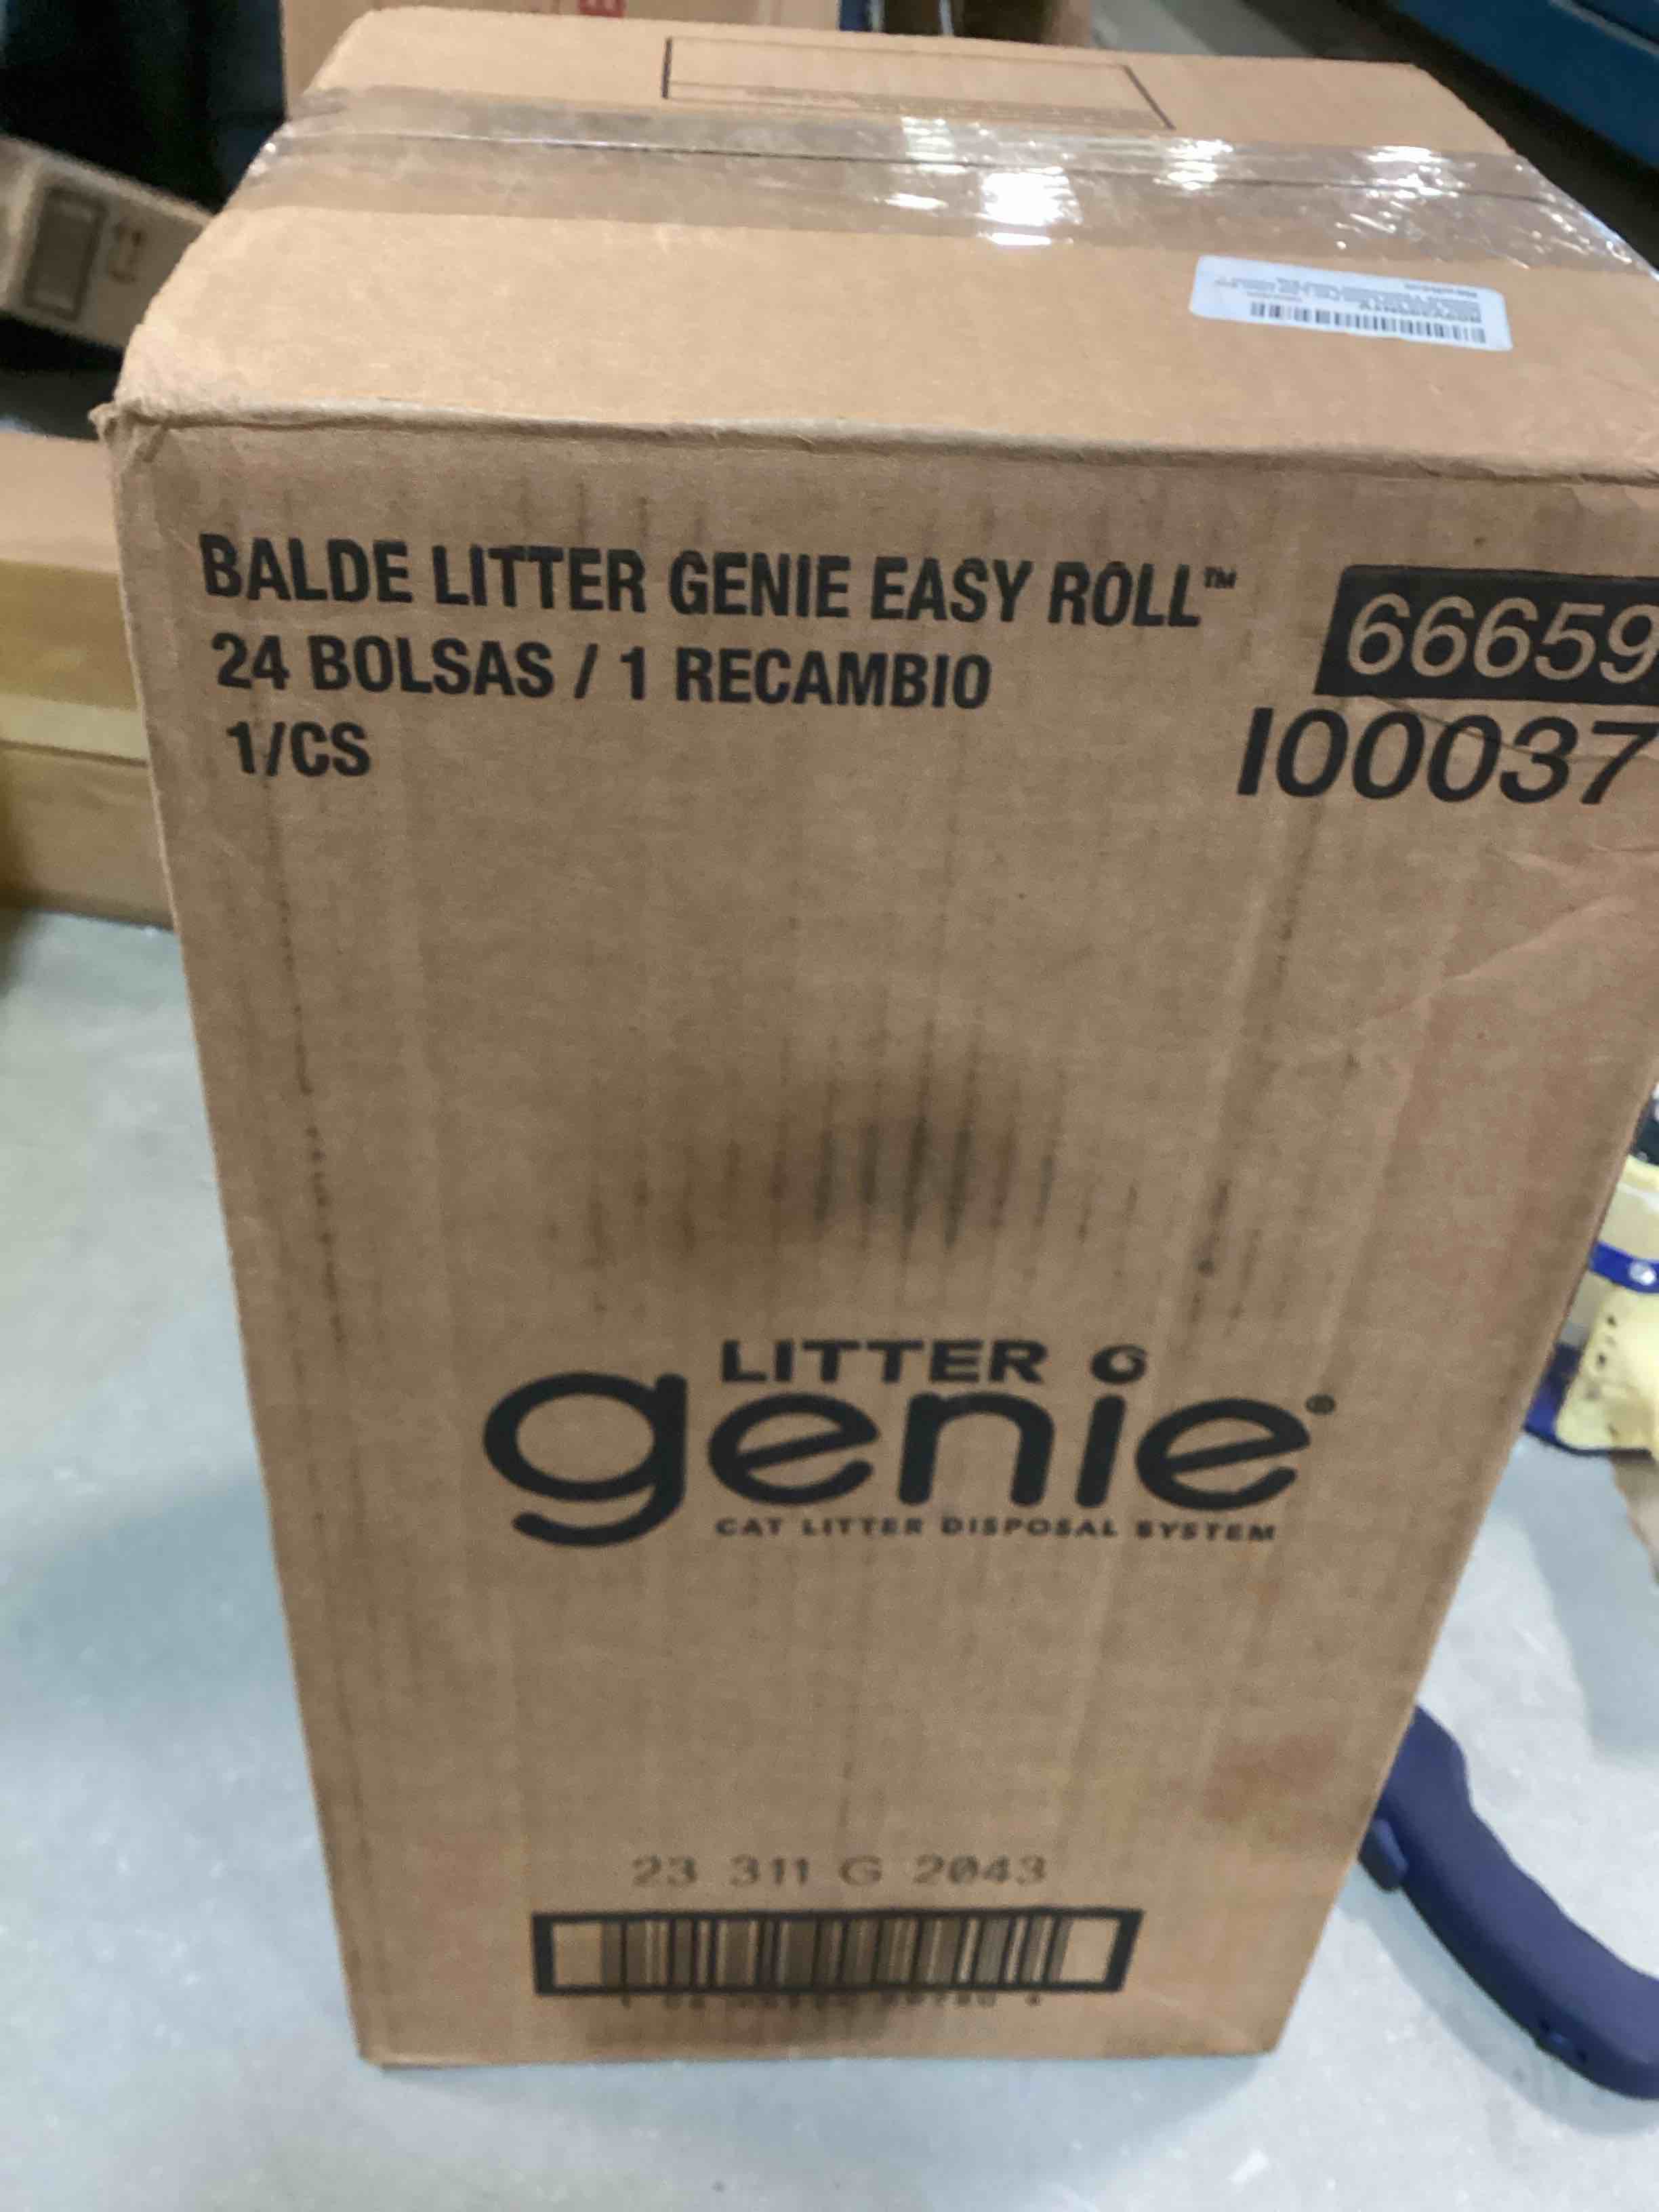 BALDE LITTER GENIE EASY ROLL™
24 BOLSAS / 1 RECAMBIO
1/CS
66659
I00037
LITTER
genie®
CAT LITTER DISPOSAL SYSTEM
23 311 G 2043